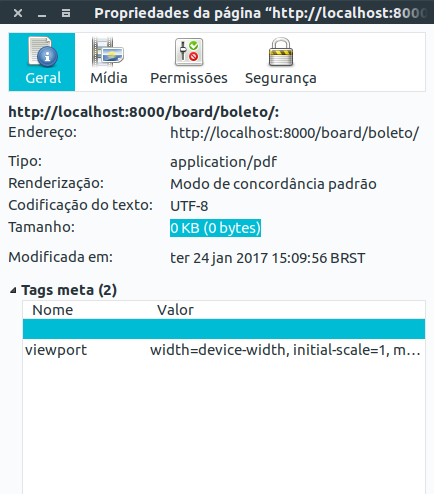 Propriedades da página “http://localhost:8000
Geral Mídia Permissões Segurança
http://localhost:8000/board/boleto/:
Endereço: http://localhost:8000/board/boleto/
Tipo: application/pdf
Renderização: Modo de concordância padrão
Codificação do texto: UTF-8
Tamanho: 0 KB (0 bytes)
Modificada em: ter 24 jan 2017 15:09:56 BRST
Tags meta (2)
Nome Valor
viewport width=device-width, initial-scale=1, m...